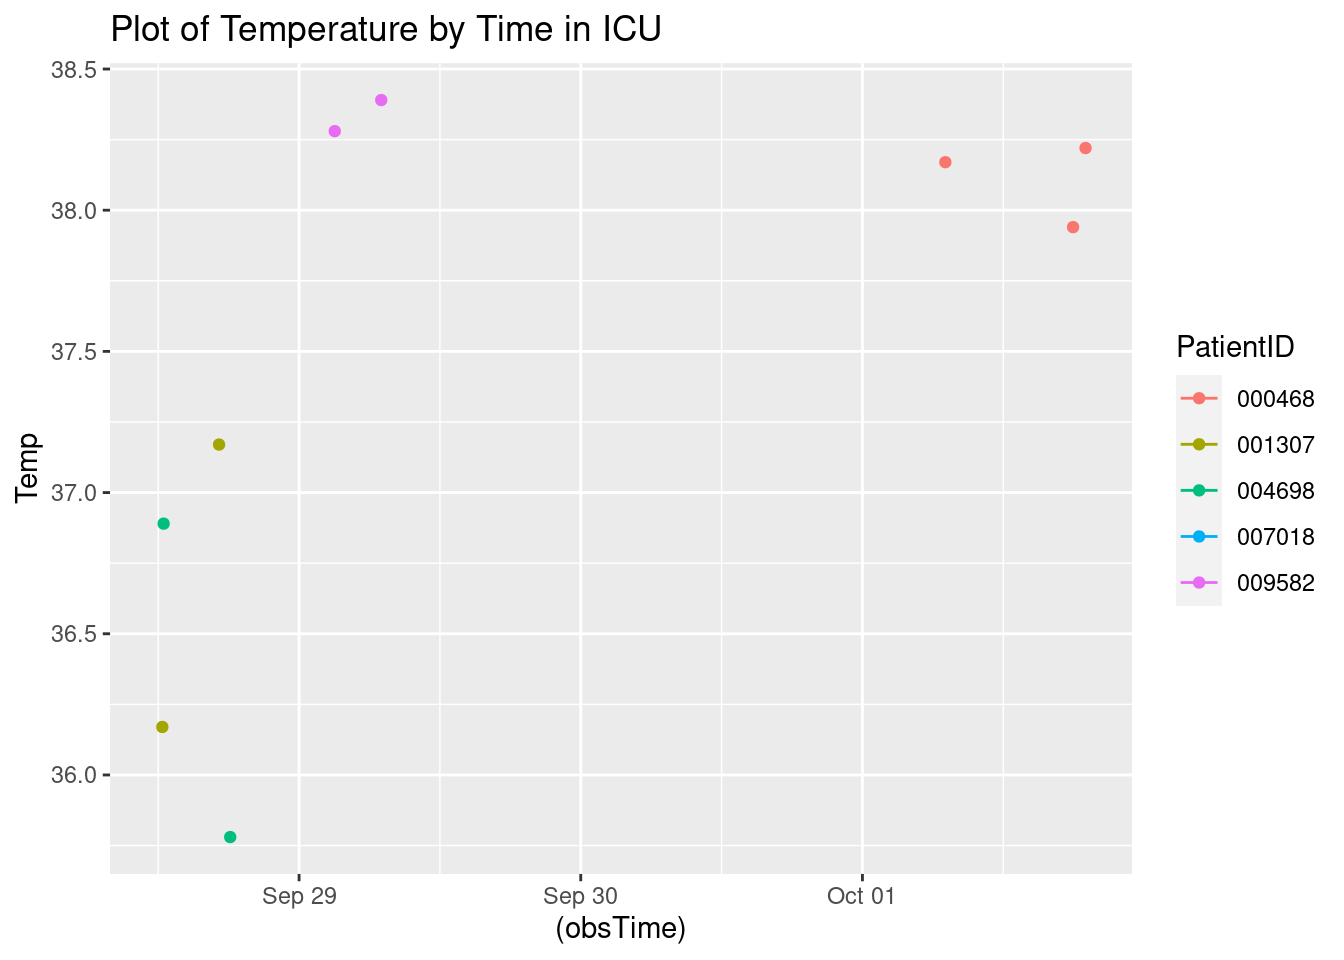 Plot of Temperature by Time in ICU
38.5
38.0
37.5
37.0
36.5
36.0
Temp
Sep 29
Sep 30
Oct 01
(obsTime)
PatientID
000468
001307
004698
007018
009582